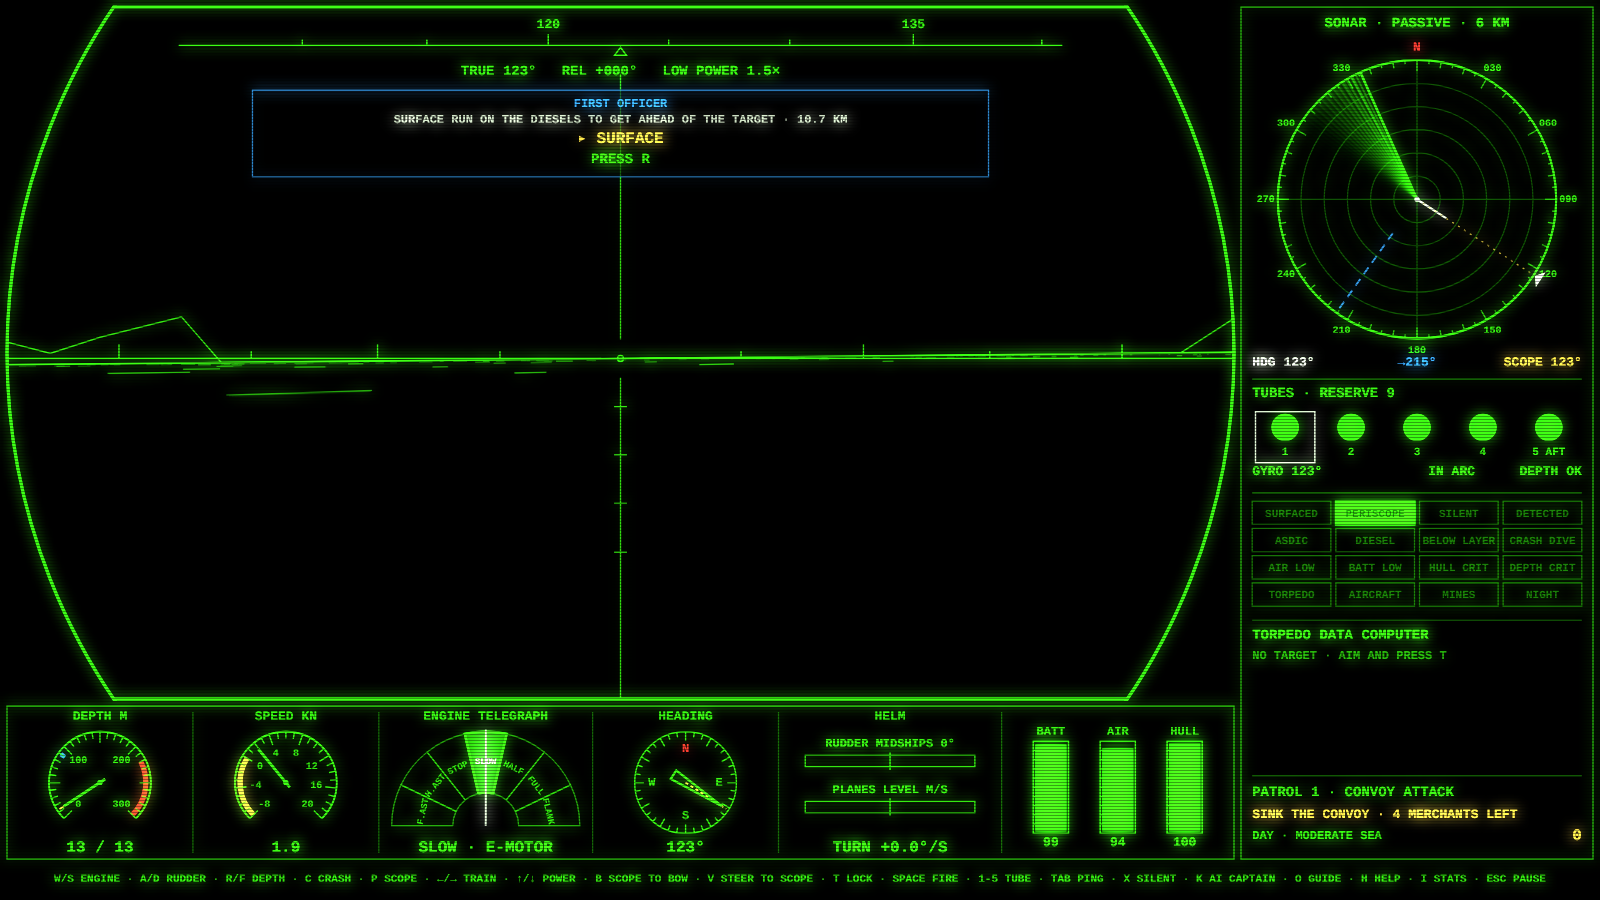 120 135
TRUE 123° REL +000° LOW POWER 1.5×
FIRST OFFICER
SURFACE RUN ON THE DIESELS TO GET AHEAD OF THE TARGET · 10.7 KM
▸ SURFACE
PRESS R
SONAR · PASSIVE · 6 KM
N
330 030
300 060
270 090
240 120
210 150
180
HDG 123° →215° SCOPE 123°
TUBES · RESERVE 9
1 2 3 4 5 AFT
GYRO 123° IN ARC DEPTH OK
SURFACED PERISCOPE SILENT DETECTED
ASDIC DIESEL BELOW LAYER CRASH DIVE
AIR LOW BATT LOW HULL CRIT DEPTH CRIT
TORPEDO AIRCRAFT MINES NIGHT
TORPEDO DATA COMPUTER
NO TARGET · AIM AND PRESS T
PATROL 1 · CONVOY ATTACK
SINK THE CONVOY · 4 MERCHANTS LEFT
DAY · MODERATE SEA 0
DEPTH M
0 100 200 300
13 / 13
SPEED KN
-8 -4 0 4 8 12 16 20
1.9
ENGINE TELEGRAPH
F.AST H.AST STOP SLOW HALF FULL FLANK
SLOW · E-MOTOR
HEADING
N
W E
S
123°
HELM
RUDDER MIDSHIPS 0°
PLANES LEVEL M/S
TURN +0.0°/S
BATT AIR HULL
99 94 100
W/S ENGINE · A/D RUDDER · R/F DEPTH · C CRASH · P SCOPE · ←/→ TRAIN · ↑/↓ POWER · B SCOPE TO BOW · V STEER TO SCOPE · T LOCK · SPACE FIRE · 1-5 TUBE · TAB PING · X SILENT · K AI CAPTAIN · O GUIDE · H HELP · I STATS · ESC PAUSE